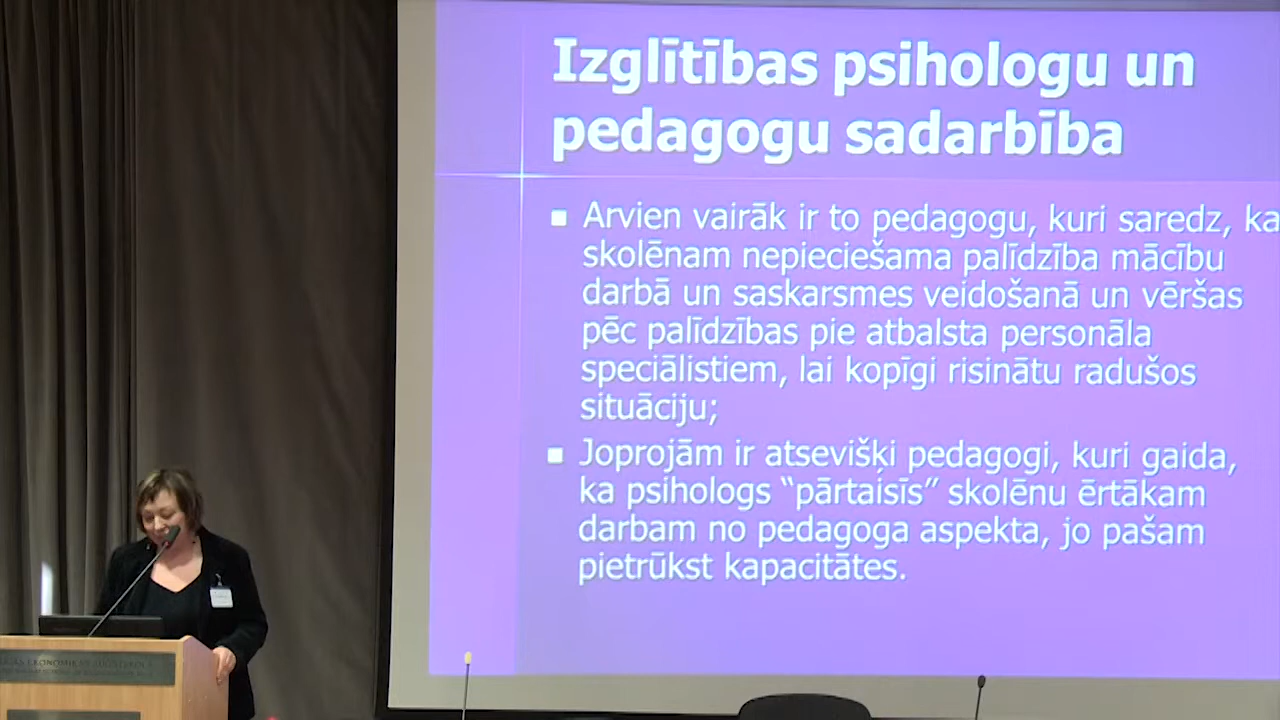 Izglītības psihologu un
pedagogu sadarbība
Arvien vairāk ir to pedagogu, kuri saredz, ka
skolēnam nepieciešama palīdzība mācību
darbā un saskarsmes veidošanā un vēršas
pēc palīdzības pie atbalsta personāla
speciālistiem, lai kopīgi risinātu radušos
situāciju;
Joprojām ir atsevišķi pedagogi, kuri gaida,
ka psihologs “pārtaisīs” skolēnu ērtākam
darbam no pedagoga aspekta, jo pašam
pietrūkst kapacitātes.